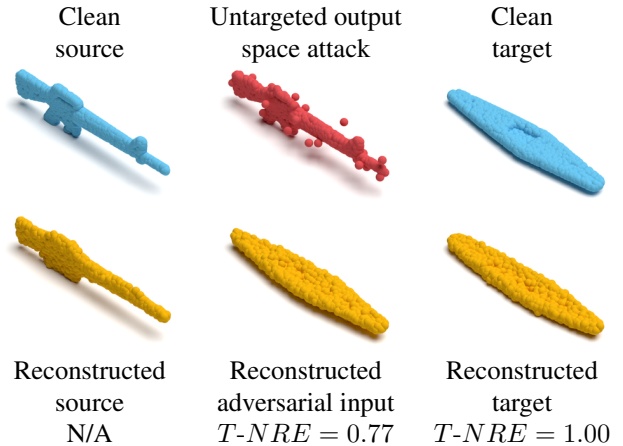 Clean
source
Untargeted output
space attack
Clean
target
Reconstructed
source
N/A
Reconstructed
adversarial input
T-NRE = 0.77
Reconstructed
target
T-NRE = 1.00